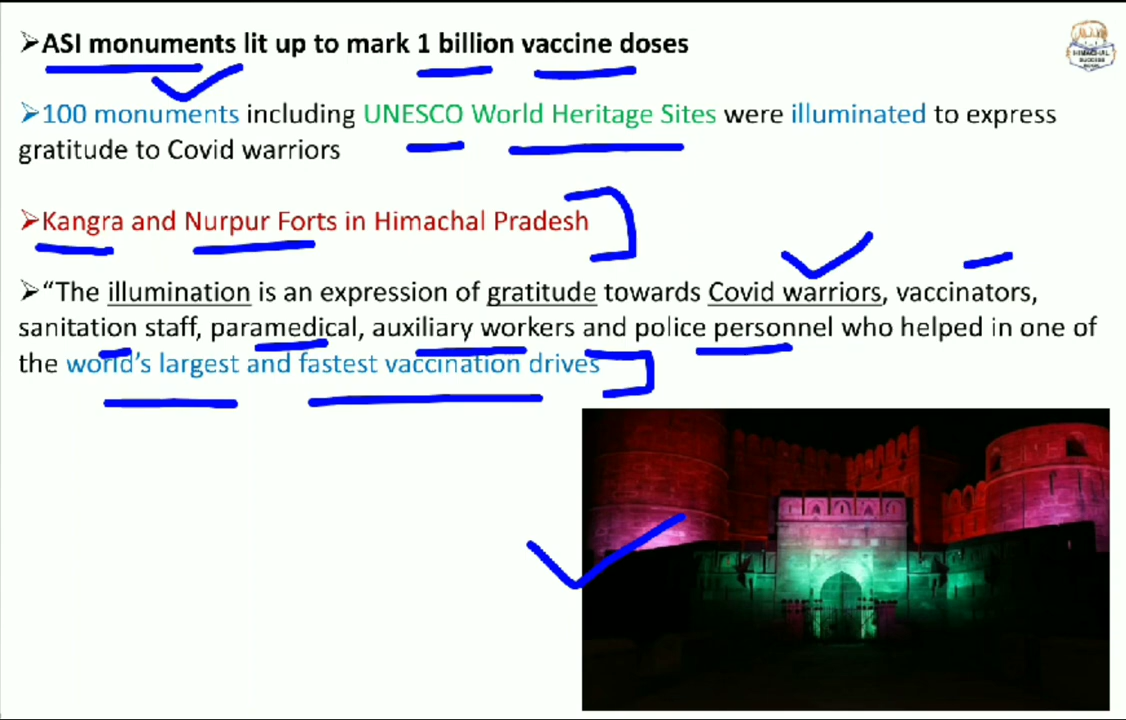 ➢ASI monuments lit up to mark 1 billion vaccine doses
➢100 monuments including UNESCO World Heritage Sites were illuminated to express
gratitude to Covid warriors
➢Kangra and Nurpur Forts in Himachal Pradesh
➢“The illumination is an expression of gratitude towards Covid warriors, vaccinators,
sanitation staff, paramedical, auxiliary workers and police personnel who helped in one of
the world’s largest and fastest vaccination drives
HIMACHAL
SUCCESS